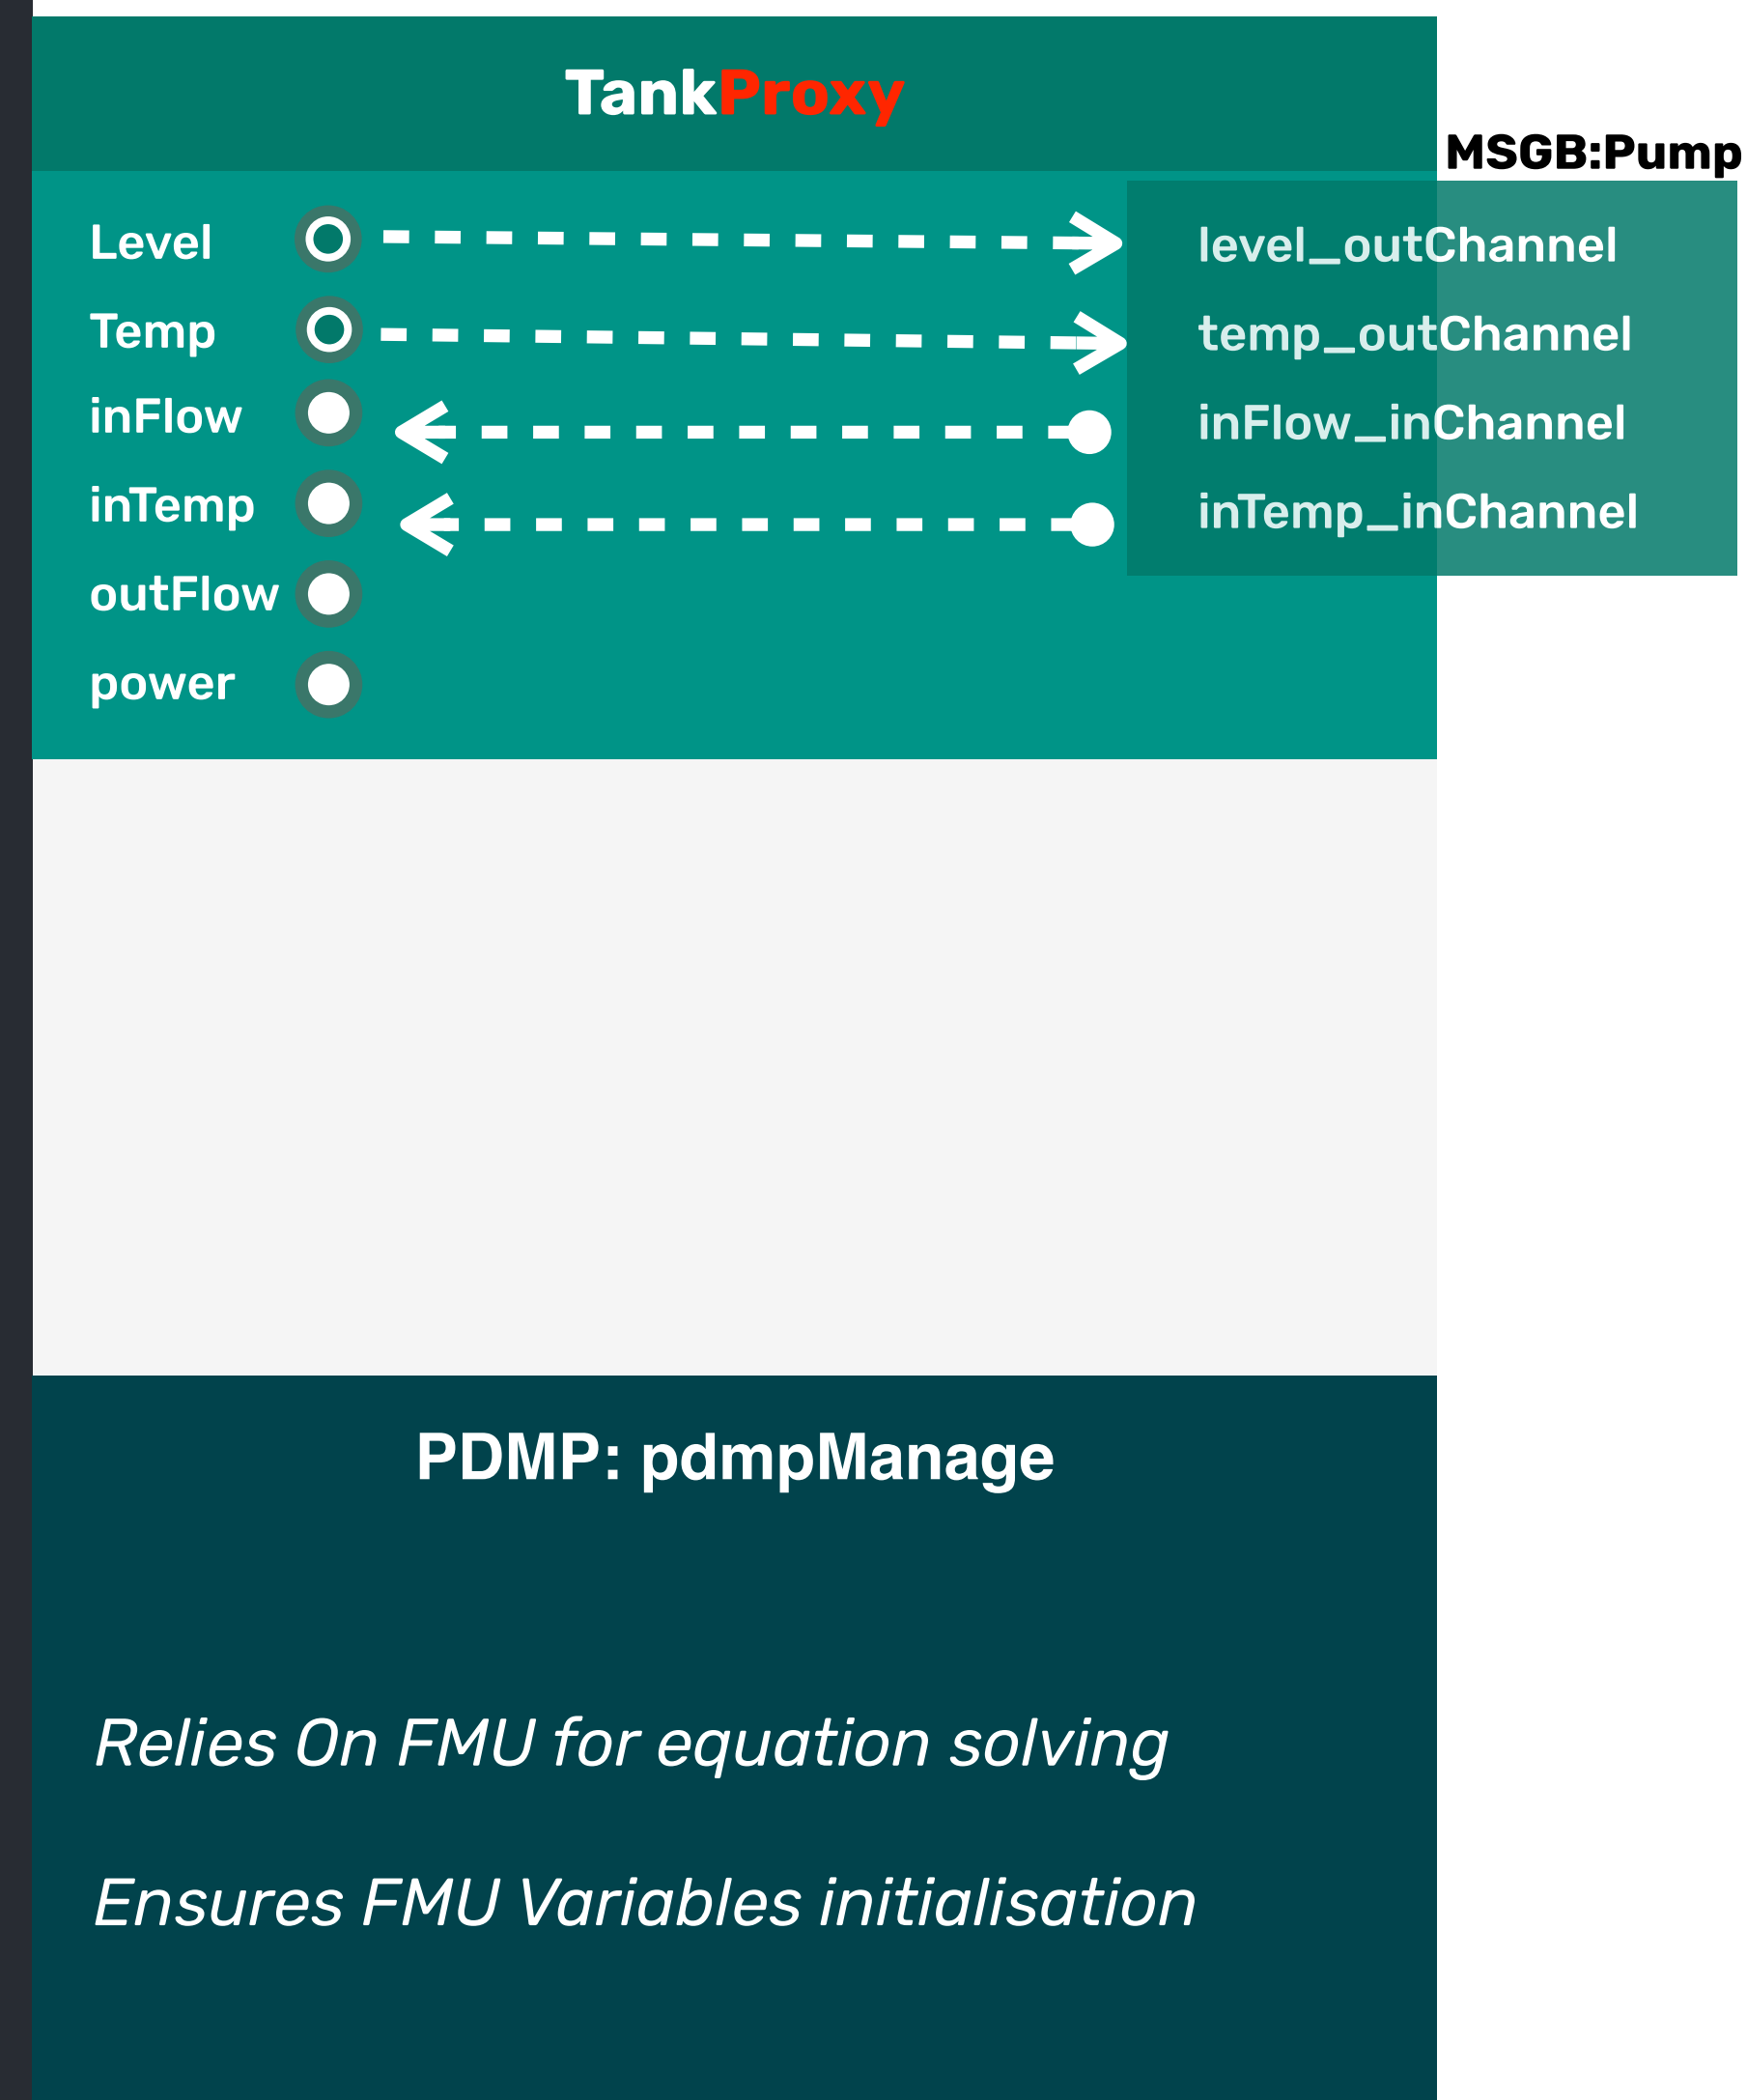 TankProxy
MSGB:Pump
Level
level_outChannel
Temp
temp_outChannel
inFlow
inFlow_inChannel
inTemp
inTemp_inChannel
outFlow
power
PDMP: pdmpManage
Relies On FMU for equation solving
Ensures FMU Variables initialisation